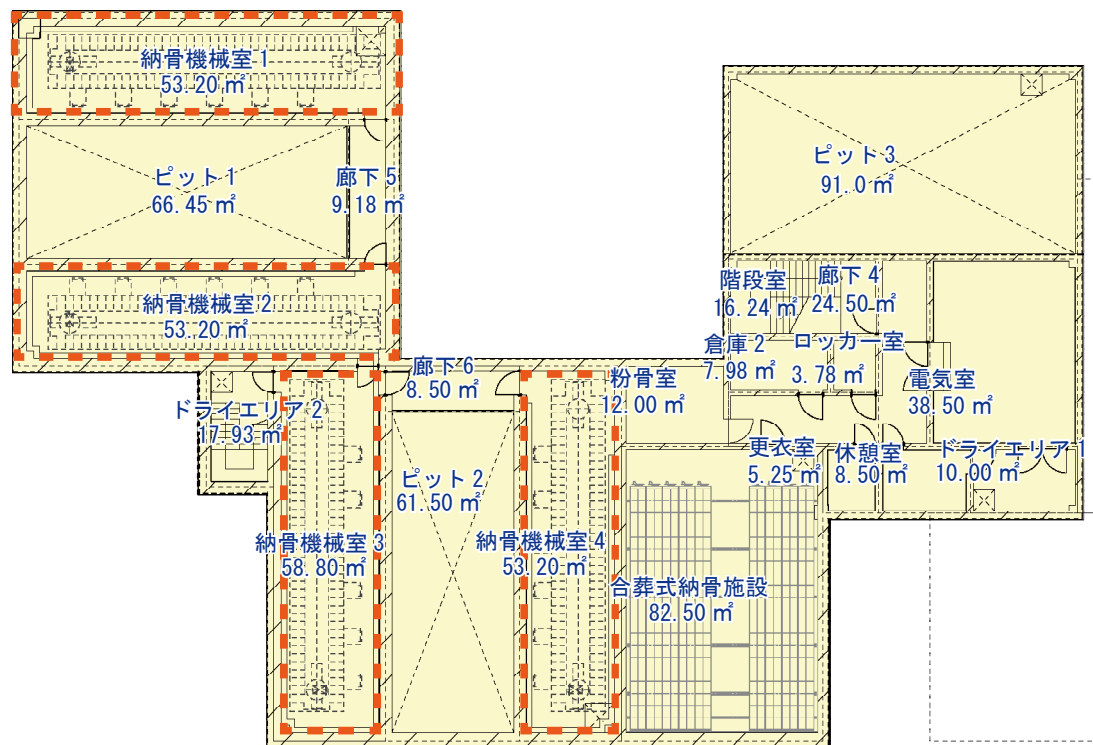 納骨機械室 1
53.20 ㎡
ピット 1
66.45 ㎡
廊下 5
9.18 ㎡
納骨機械室 2
53.20 ㎡
ピット 3
91.0 ㎡
階段室
16.24 ㎡
廊下 4
24.50 ㎡
倉庫 2
7.98 ㎡
ロッカー室
3.78 ㎡
電気室
38.50 ㎡
廊下 6
8.50 ㎡
粉骨室
12.00 ㎡
ドライエリア 2
17.93 ㎡
ピット 2
61.50 ㎡
更衣室
5.25 ㎡
休憩室
8.50 ㎡
ドライエリア 1
10.00 ㎡
納骨機械室 3
58.80 ㎡
納骨機械室 4
53.20 ㎡
合葬式納骨施設
82.50 ㎡